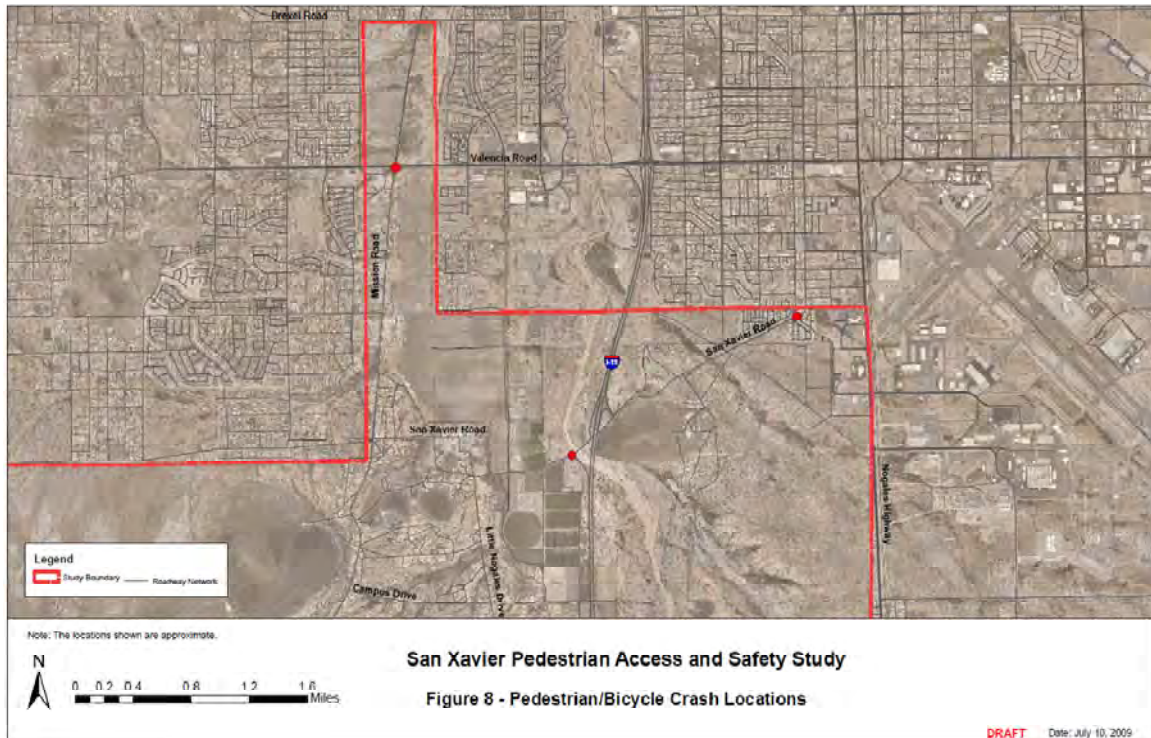 Drexel Road
Valencia Road
Mission Road
San Xavier Road
I-19
San Xavier Road
Nogales Highway
Little Nogales Drive
Campus Drive
Legend
Study Boundary
Roadway Network
Note: The locations shown are approximate.
N
0 0.2 0.4 0.8 1.2 1.6
Miles
San Xavier Pedestrian Access and Safety Study
Figure 8 - Pedestrian/Bicycle Crash Locations
DRAFT Date: July 10, 2009